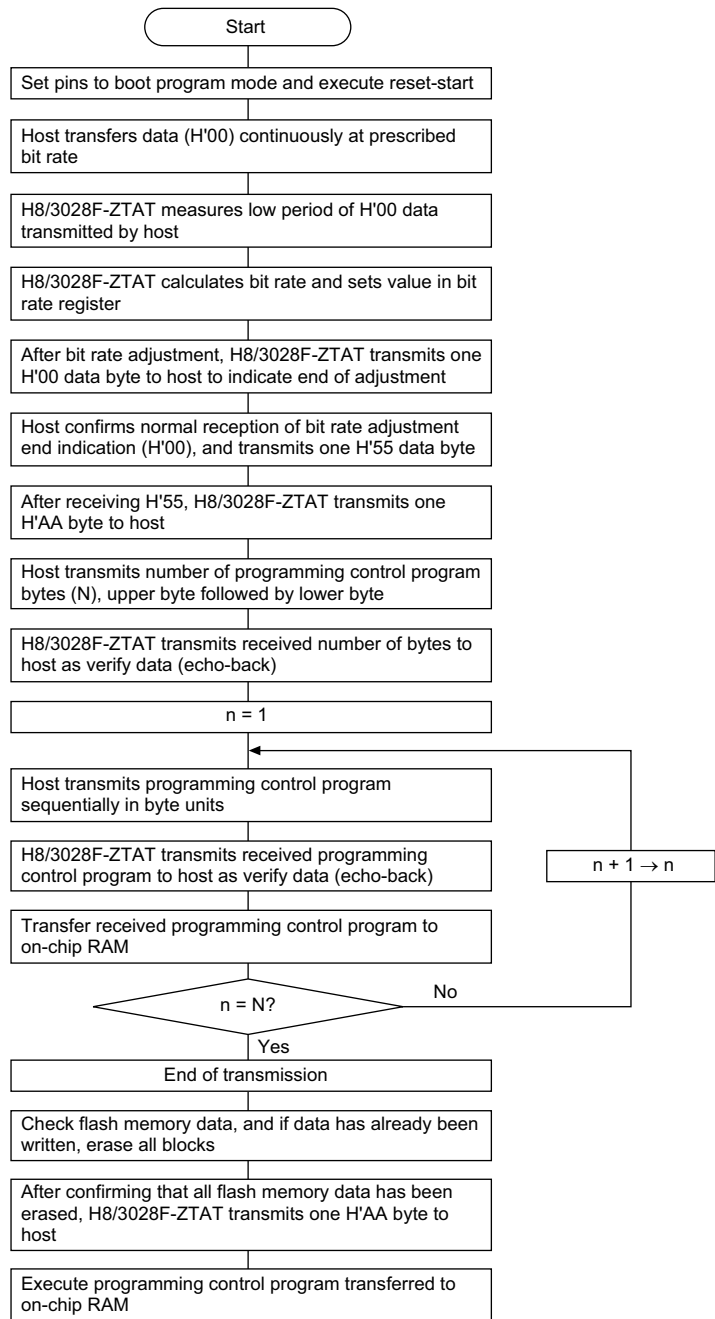 Start
Set pins to boot program mode and execute reset-start
Host transfers data (H'00) continuously at prescribed
bit rate
H8/3028F-ZTAT measures low period of H'00 data
transmitted by host
H8/3028F-ZTAT calculates bit rate and sets value in bit
rate register
After bit rate adjustment, H8/3028F-ZTAT transmits one
H'00 data byte to host to indicate end of adjustment
Host confirms normal reception of bit rate adjustment
end indication (H'00), and transmits one H'55 data byte
After receiving H'55, H8/3028F-ZTAT transmits one
H'AA byte to host
Host transmits number of programming control program
bytes (N), upper byte followed by lower byte
H8/3028F-ZTAT transmits received number of bytes to
host as verify data (echo-back)
n = 1
Host transmits programming control program
sequentially in byte units
H8/3028F-ZTAT transmits received programming
control program to host as verify data (echo-back)
n + 1 → n
Transfer received programming control program to
on-chip RAM
n = N?
No
Yes
End of transmission
Check flash memory data, and if data has already been
written, erase all blocks
After confirming that all flash memory data has been
erased, H8/3028F-ZTAT transmits one H'AA byte to
host
Execute programming control program transferred to
on-chip RAM